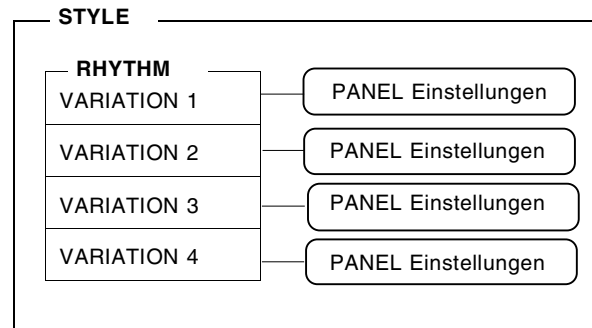 STYLE
RHYTHM
VARIATION 1 PANEL Einstellungen
VARIATION 2 PANEL Einstellungen
VARIATION 3 PANEL Einstellungen
VARIATION 4 PANEL Einstellungen